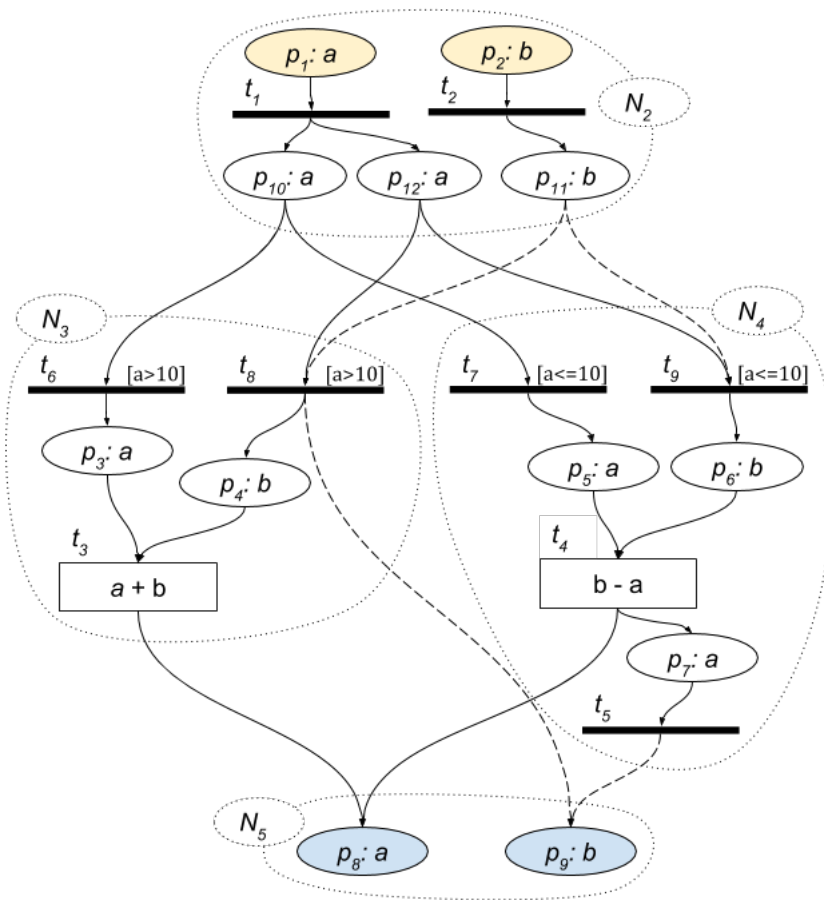 p1: a
p2: b
t1
t2
N2
p10: a
p12: a
p11: b
N3
N4
t6
[a>10]
t8
[a>10]
t7
[a<=10]
t9
[a<=10]
p3: a
p4: b
p5: a
p6: b
t3
a + b
t4
b - a
p7: a
t5
N5
p8: a
p9: b